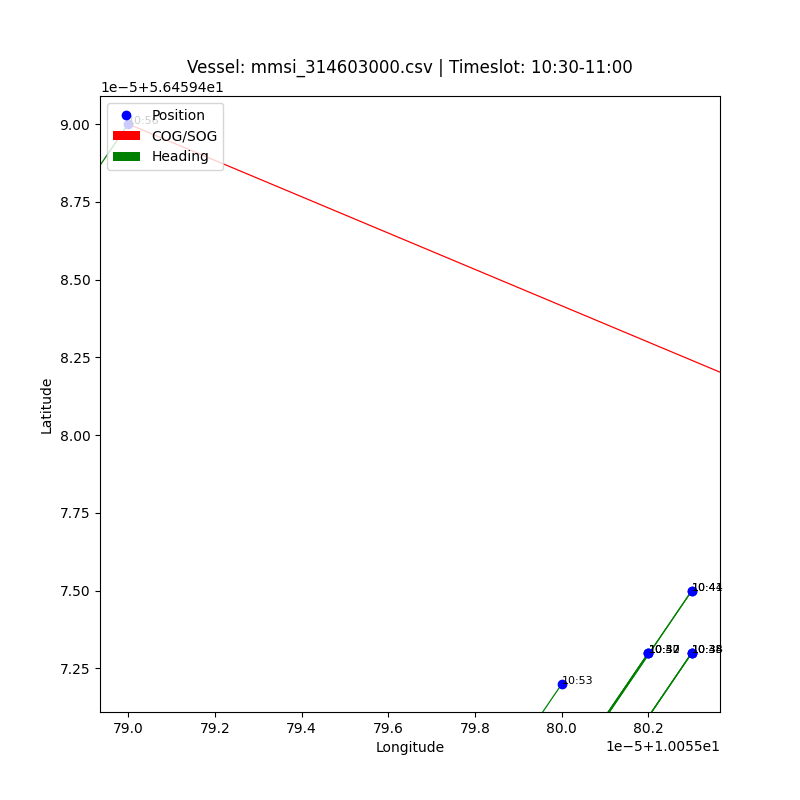 Vessel: mmsi_314603000.csv | Timeslot: 10:30-11:00
1e−5+5.64594e1
Position
COG/SOG
Heading
9.00
8.75
8.50
8.25
8.00
7.75
7.50
7.25
Latitude
10:53
79.0 79.2 79.4 79.6 79.8 80.0 80.2
Longitude
1e−5+1.0055e1